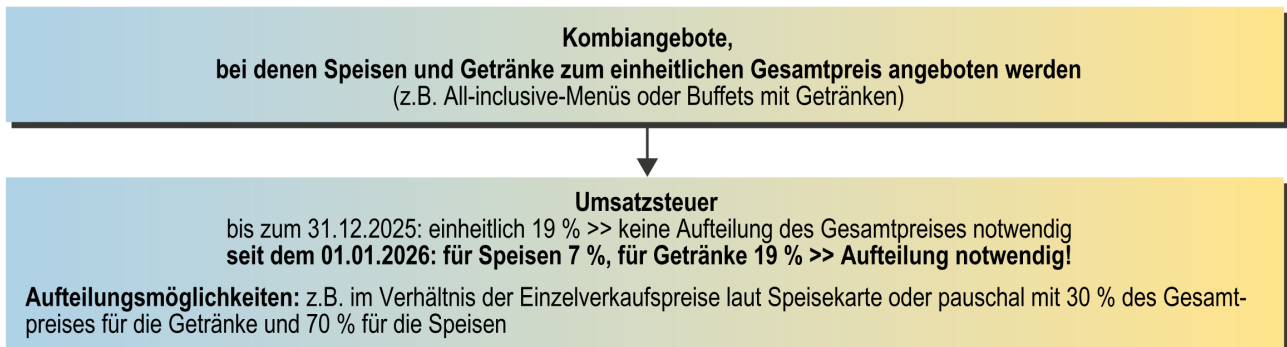 Kombiangebote,
bei denen Speisen und Getränke zum einheitlichen Gesamtpreis angeboten werden
(z.B. All-inclusive-Menüs oder Buffets mit Getränken)
Umsatzsteuer
bis zum 31.12.2025: einheitlich 19 % >> keine Aufteilung des Gesamtpreises notwendig
seit dem 01.01.2026: für Speisen 7 %, für Getränke 19 % >> Aufteilung notwendig!
Aufteilungsmöglichkeiten: z.B. im Verhältnis der Einzelverkaufspreise laut Speisekarte oder pauschal mit 30 % des Gesamt-
preises für die Getränke und 70 % für die Speisen